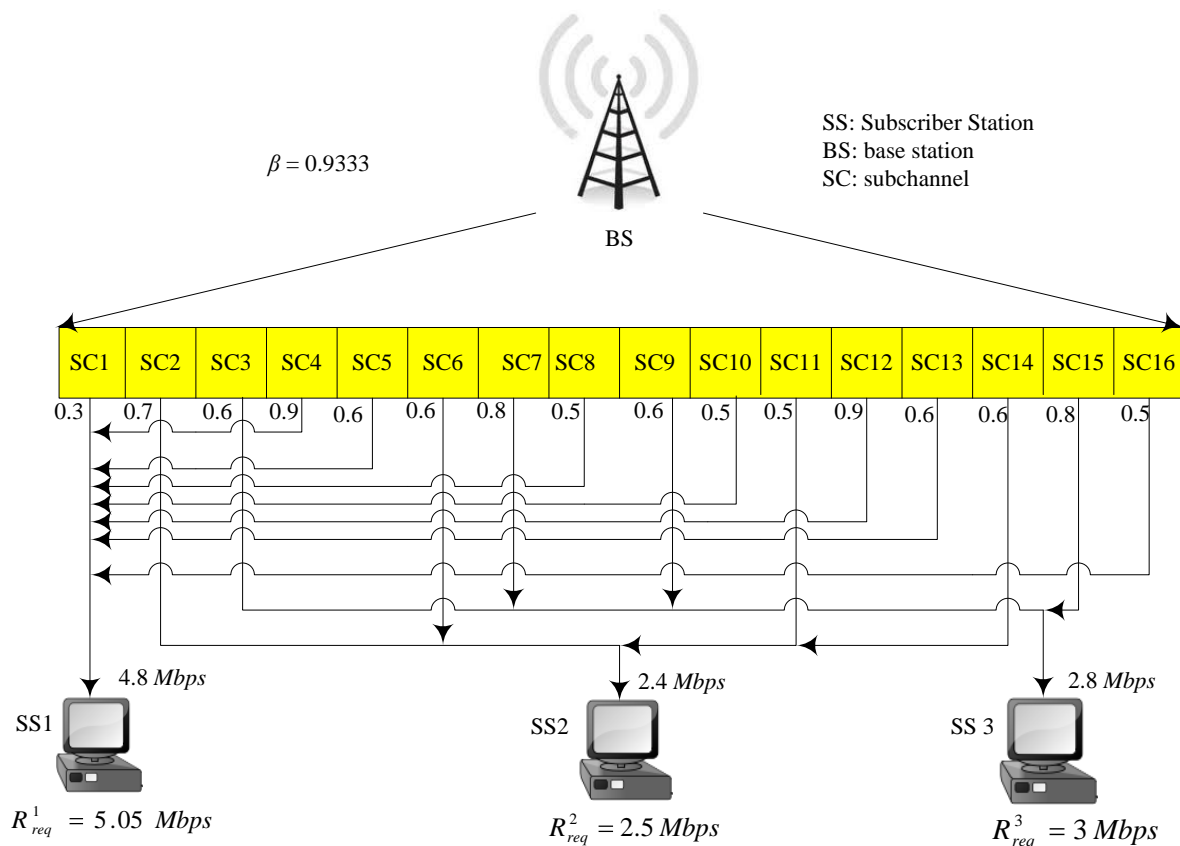 SS: Subscriber Station
BS: base station
SC: subchannel
β = 0.9333
BS
SC1 SC2 SC3 SC4 SC5 SC6 SC7 SC8 SC9 SC10 SC11 SC12 SC13 SC14 SC15 SC16
0.3 0.7 0.6 0.9 0.6 0.6 0.8 0.5 0.6 0.5 0.5 0.9 0.6 0.6 0.8 0.5
4.8 Mbps 2.4 Mbps 2.8 Mbps
SS1 SS2 SS 3
R^1_req = 5.05 Mbps R^2_req = 2.5 Mbps R^3_req = 3 Mbps